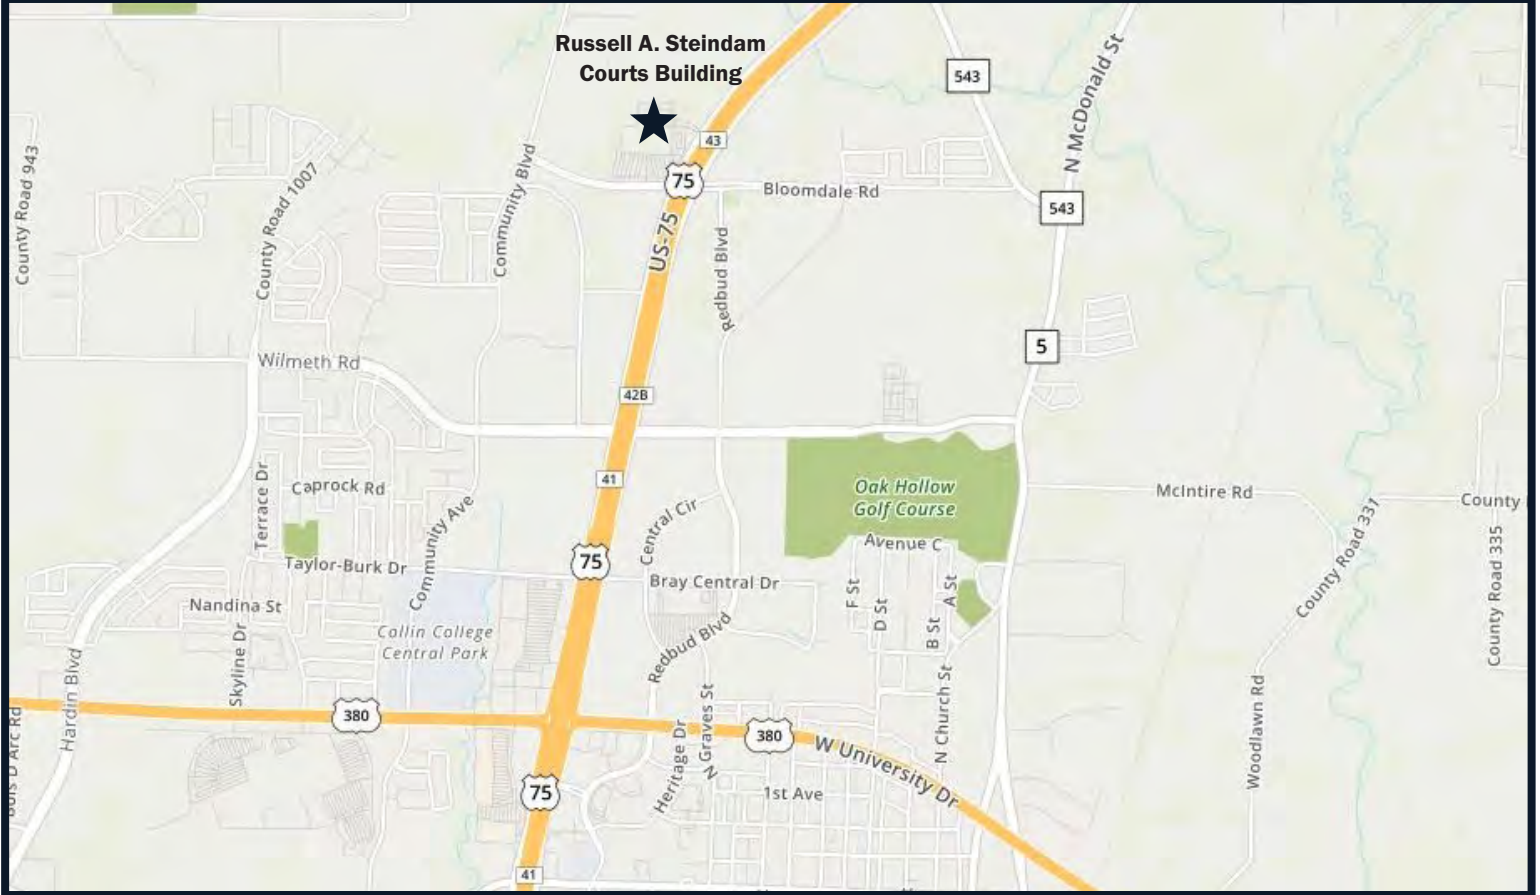 Russell A. Steindam
Courts Building
543
N McDonald St
43
75
Bloomdale Rd
543
County Road 943
County Road 1007
Community Blvd
US-75
Redbud Blvd
5
Wilmeth Rd
42B
41
Oak Hollow
Golf Course
McIntire Rd
County
Terrace Dr
Caprock Rd
Community Ave
Central Cir
Avenue C
County Road 331
County Road 335
75
Taylor-Burk Dr
Bray Central Dr
F St
D St
B St
A St
Nandina St
Collin College
Central Park
Skyline Dr
Redbud Blvd
Hardin Blvd
N Graves St
N Church St
Woodlawn Rd
380
380
W University Dr
Bois D Arc Rd
Heritage Dr
75
1st Ave
41